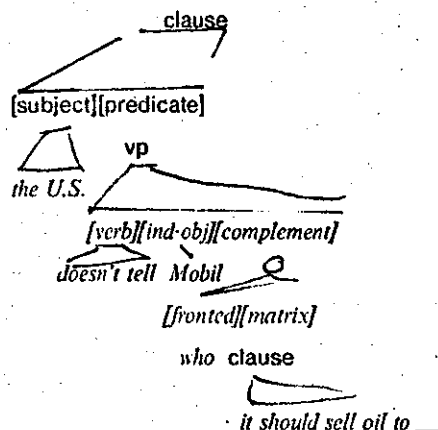 clause
[subject][predicate]
vp
the U.S.
[verb][ind-obj][complement]
doesn't tell Mobil
[fronted][matrix]
who clause
it should sell oil to __